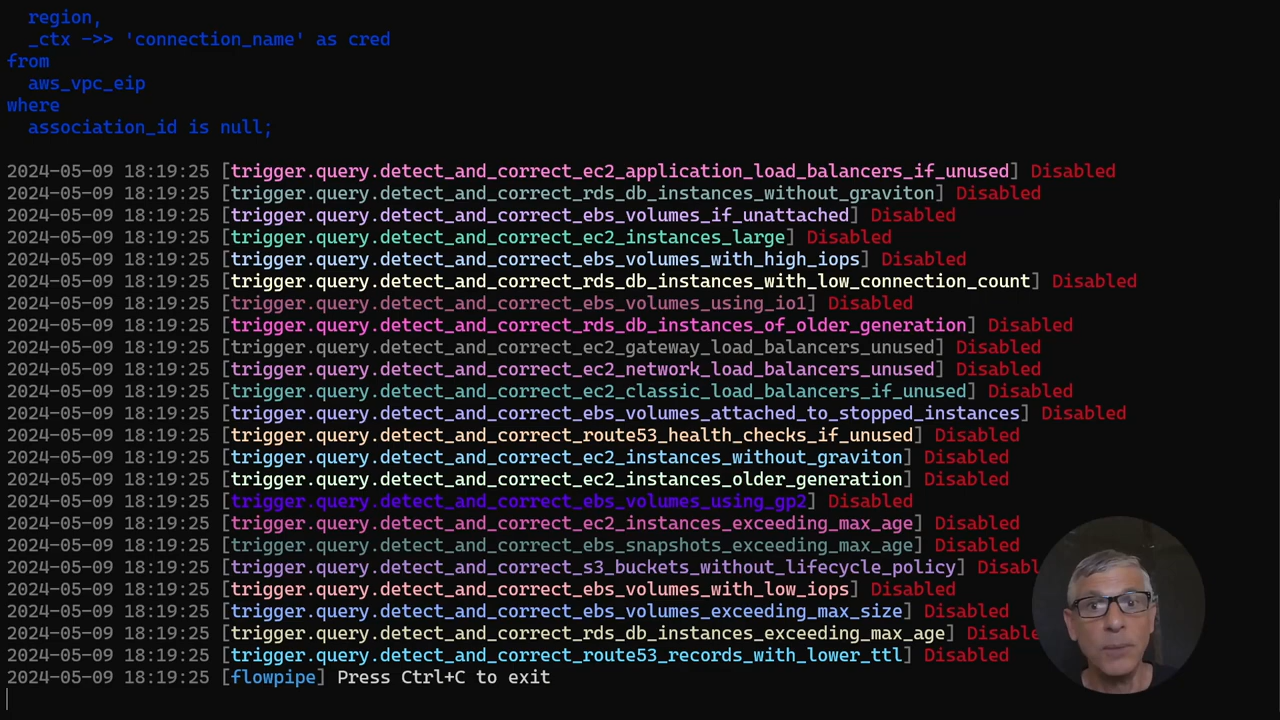 region,
_ctx ->> 'connection_name' as cred
from
aws_vpc_eip
where
association_id is null;
2024-05-09 18:19:25 [trigger.query.detect_and_correct_ec2_application_load_balancers_if_unused] Disabled
2024-05-09 18:19:25 [trigger.query.detect_and_correct_rds_db_instances_without_graviton] Disabled
2024-05-09 18:19:25 [trigger.query.detect_and_correct_ebs_volumes_if_unattached] Disabled
2024-05-09 18:19:25 [trigger.query.detect_and_correct_ec2_instances_large] Disabled
2024-05-09 18:19:25 [trigger.query.detect_and_correct_ebs_volumes_with_high_iops] Disabled
2024-05-09 18:19:25 [trigger.query.detect_and_correct_rds_db_instances_with_low_connection_count] Disabled
2024-05-09 18:19:25 [trigger.query.detect_and_correct_ebs_volumes_using_io1] Disabled
2024-05-09 18:19:25 [trigger.query.detect_and_correct_rds_db_instances_of_older_generation] Disabled
2024-05-09 18:19:25 [trigger.query.detect_and_correct_ec2_gateway_load_balancers_unused] Disabled
2024-05-09 18:19:25 [trigger.query.detect_and_correct_ec2_network_load_balancers_unused] Disabled
2024-05-09 18:19:25 [trigger.query.detect_and_correct_ec2_classic_load_balancers_if_unused] Disabled
2024-05-09 18:19:25 [trigger.query.detect_and_correct_ebs_volumes_attached_to_stopped_instances] Disabled
2024-05-09 18:19:25 [trigger.query.detect_and_correct_route53_health_checks_if_unused] Disabled
2024-05-09 18:19:25 [trigger.query.detect_and_correct_ec2_instances_without_graviton] Disabled
2024-05-09 18:19:25 [trigger.query.detect_and_correct_ec2_instances_older_generation] Disabled
2024-05-09 18:19:25 [trigger.query.detect_and_correct_ebs_volumes_using_gp2] Disabled
2024-05-09 18:19:25 [trigger.query.detect_and_correct_ec2_instances_exceeding_max_age] Disabled
2024-05-09 18:19:25 [trigger.query.detect_and_correct_ebs_snapshots_exceeding_max_age] Disabled
2024-05-09 18:19:25 [trigger.query.detect_and_correct_s3_buckets_without_lifecycle_policy] Disabl
2024-05-09 18:19:25 [trigger.query.detect_and_correct_ebs_volumes_with_low_iops] Disabled
2024-05-09 18:19:25 [trigger.query.detect_and_correct_ebs_volumes_exceeding_max_size] Disabled
2024-05-09 18:19:25 [trigger.query.detect_and_correct_rds_db_instances_exceeding_max_age] Disable
2024-05-09 18:19:25 [trigger.query.detect_and_correct_route53_records_with_lower_ttl] Disabled
2024-05-09 18:19:25 [flowpipe] Press Ctrl+C to exit